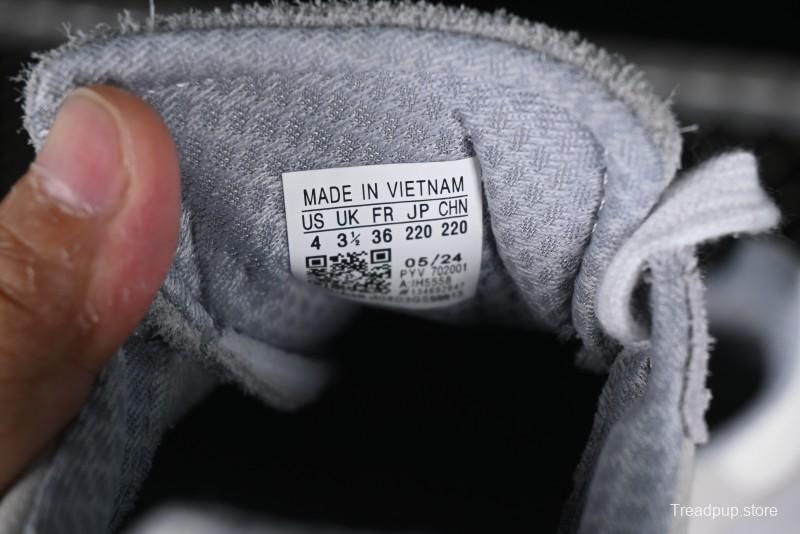 MADE IN VIETNAM
US UK FR JP CHN
4 3½ 36 220 220
05/24
PYV 702001
A:IH5558
Treadpup.store